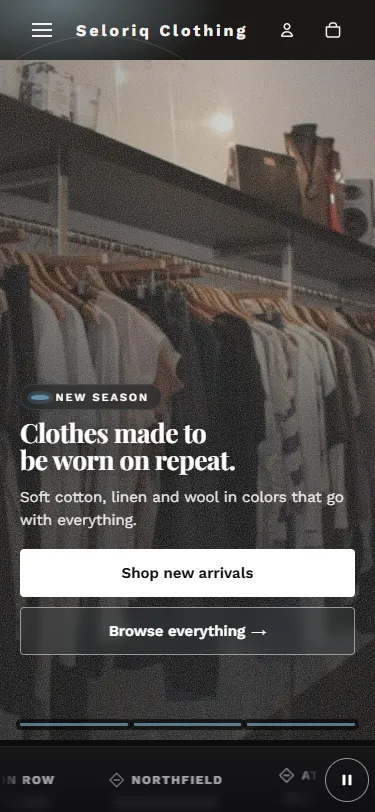 Seloriq Clothing
NEW SEASON
Clothes made to
be worn on repeat.
Soft cotton, linen and wool in colors that go
with everything.
Shop new arrivals
Browse everything →
ROW
NORTHFIELD